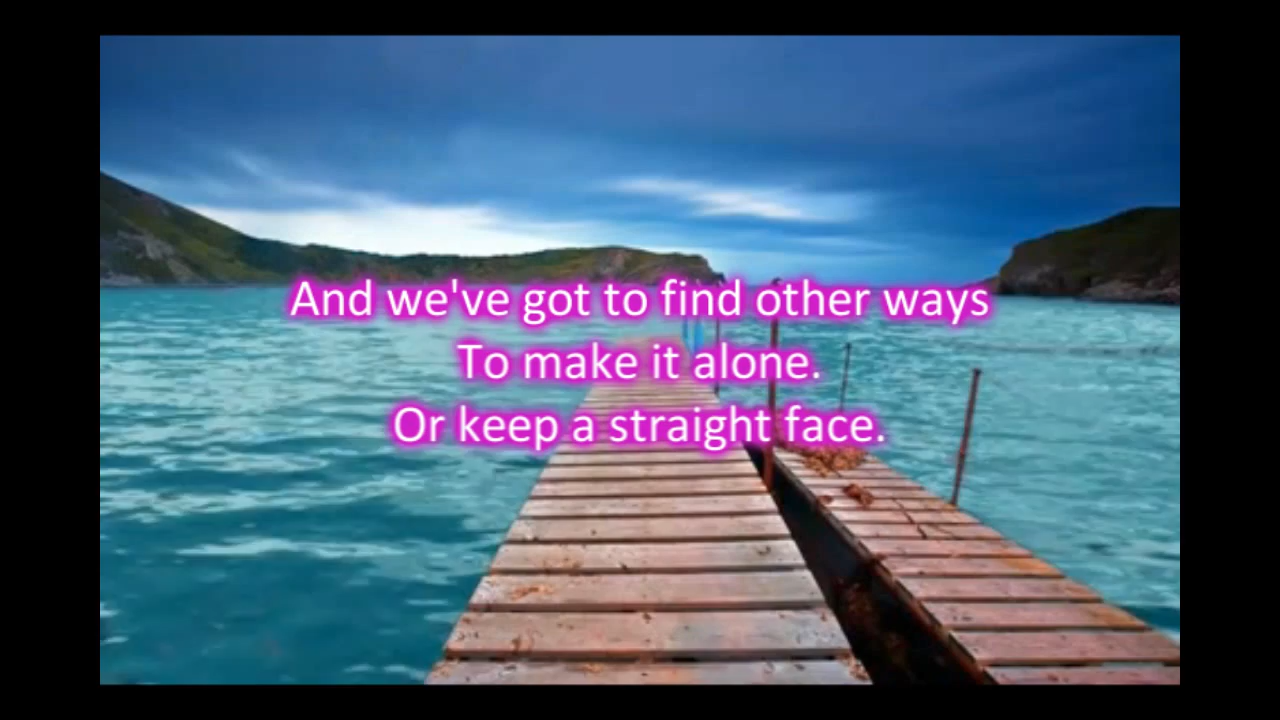 And we've got to find other ways
To make it alone.
Or keep a straight face.